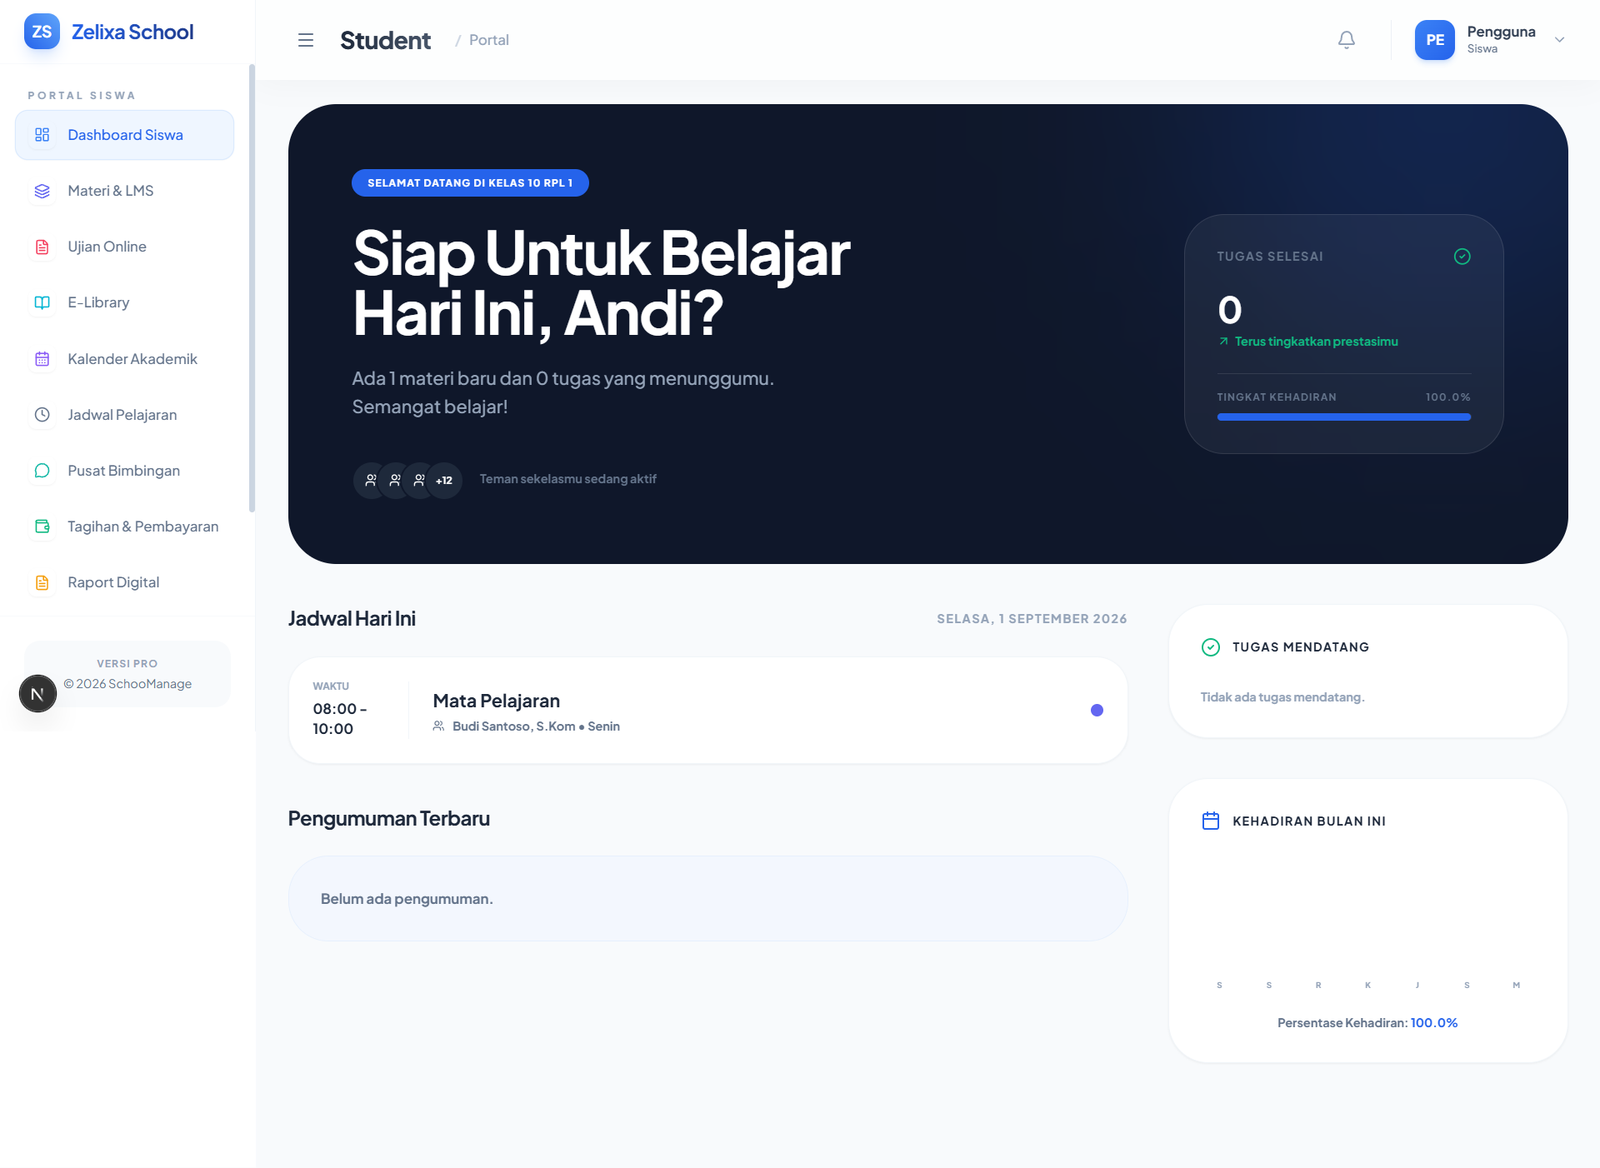 ZS Zelixa School
PORTAL SISWA
Dashboard Siswa
Materi & LMS
Ujian Online
E-Library
Kalender Akademik
Jadwal Pelajaran
Pusat Bimbingan
Tagihan & Pembayaran
Raport Digital
VERSI PRO
© 2026 SchooManage
N
Student / Portal
PE
Pengguna
Siswa
SELAMAT DATANG DI KELAS 10 RPL 1
Siap Untuk Belajar
Hari Ini, Andi?
Ada 1 materi baru dan 0 tugas yang menunggumu.
Semangat belajar!
+12 Teman sekelasmu sedang aktif
TUGAS SELESAI
0
Terus tingkatkan prestasimu
TINGKAT KEHADIRAN 100.0%
Jadwal Hari Ini
SELASA, 1 SEPTEMBER 2026
WAKTU
08:00 -
10:00
Mata Pelajaran
Budi Santoso, S.Kom • Senin
Pengumuman Terbaru
Belum ada pengumuman.
TUGAS MENDATANG
Tidak ada tugas mendatang.
KEHADIRAN BULAN INI
S S R K J S M
Persentase Kehadiran: 100.0%